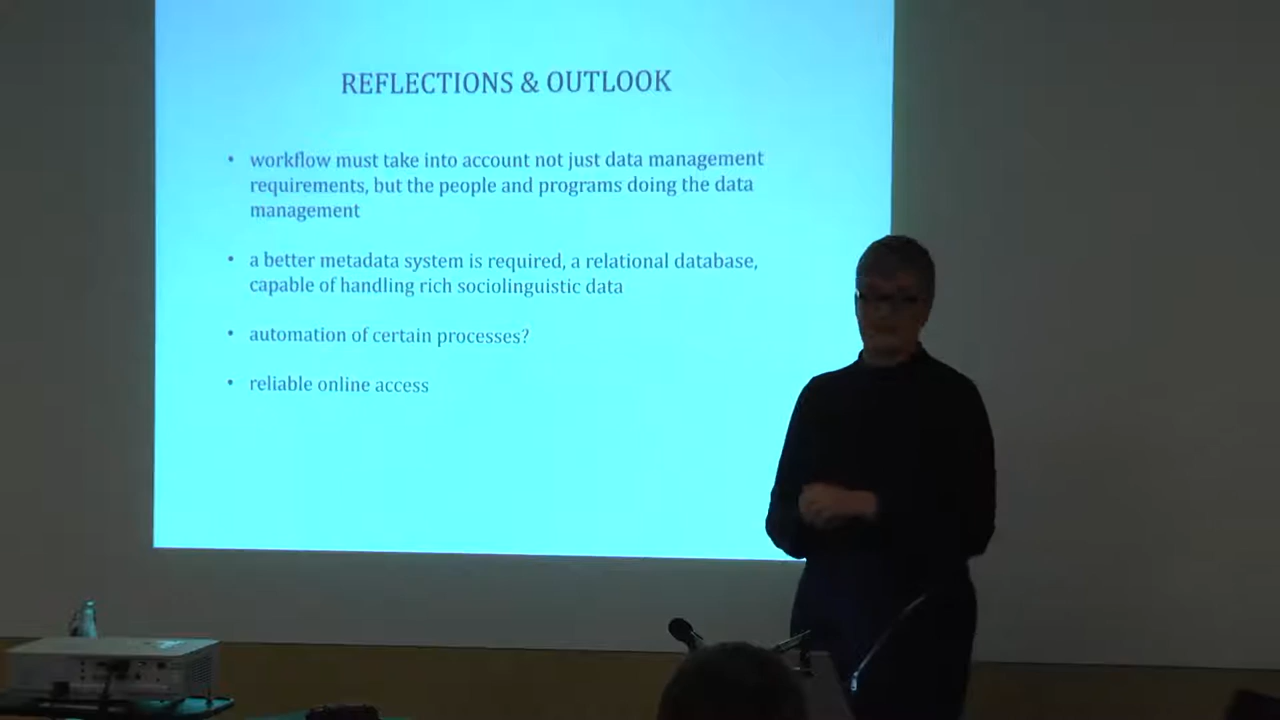 REFLECTIONS & OUTLOOK
• workflow must take into account not just data management
requirements, but the people and programs doing the data
management
• a better metadata system is required, a relational database,
capable of handling rich sociolinguistic data
• automation of certain processes?
• reliable online access